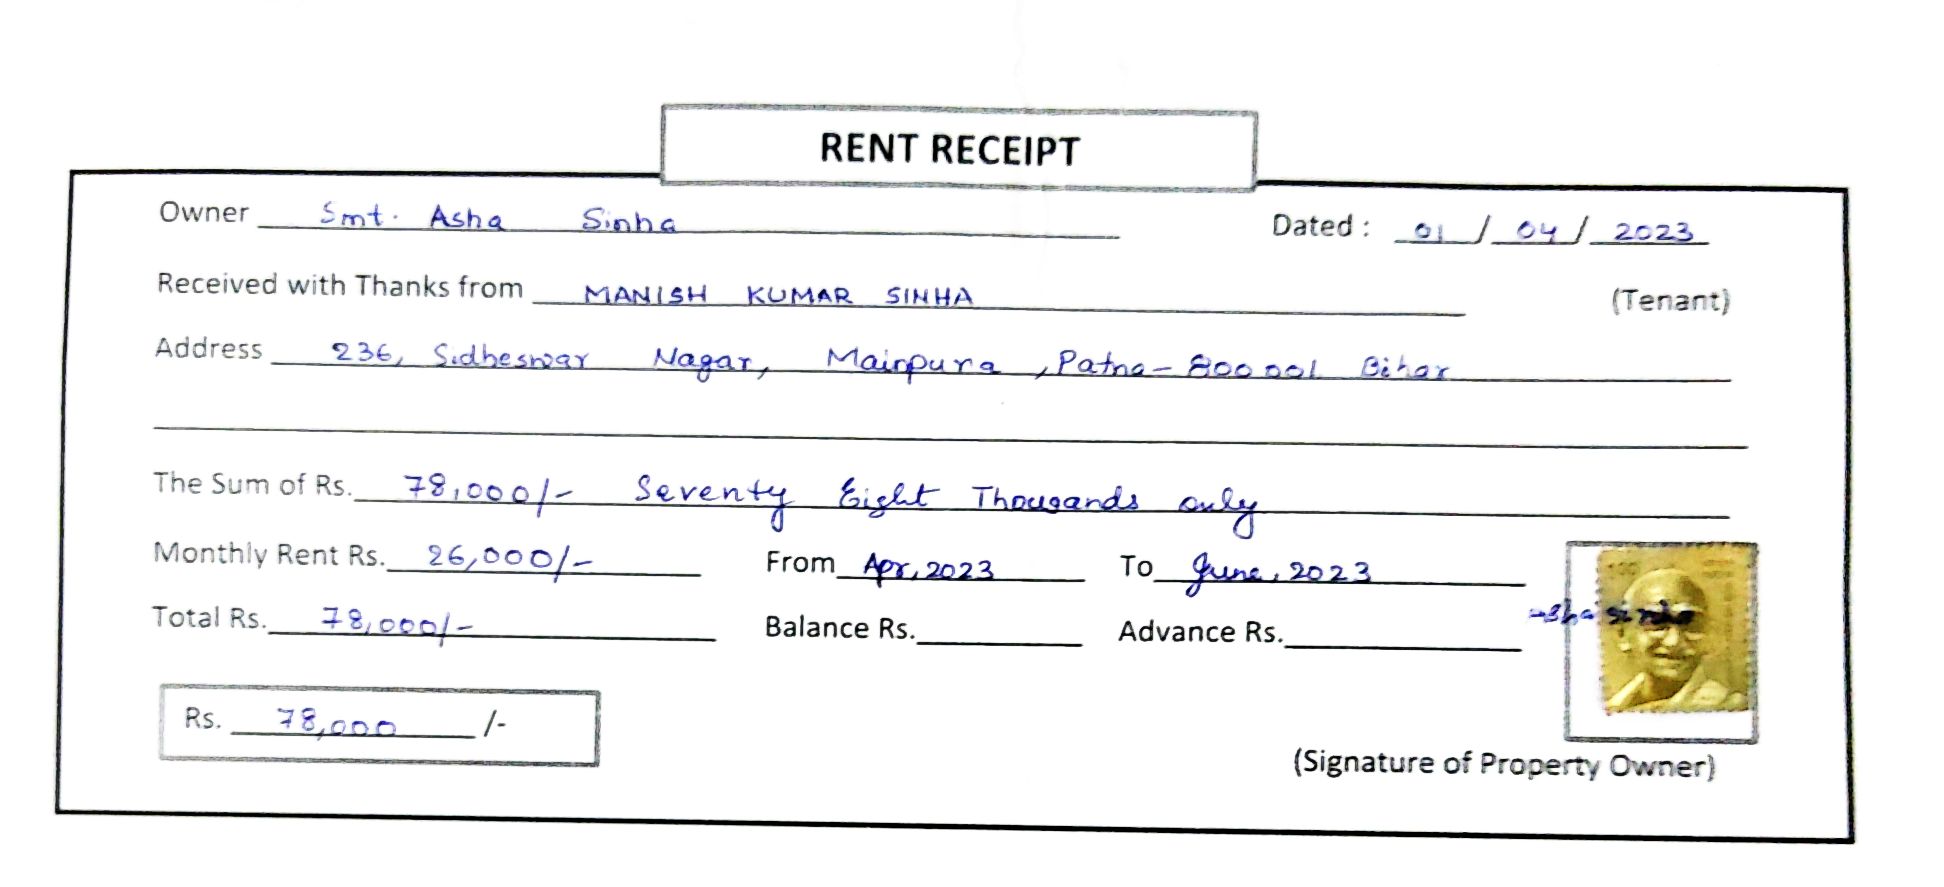 RENT RECEIPT
Owner Smt. Asha Sinha Dated : 01 / 04 / 2023
Received with Thanks from MANISH KUMAR SINHA (Tenant)
Address 236, Sidheswar Nagar, Mainpura, Patna - 800001 Bihar
The Sum of Rs. 78,000/- Seventy Eight Thousands only
Monthly Rent Rs. 26,000/- From Apr, 2023 To June, 2023
Total Rs. 78,000/- Balance Rs. Advance Rs.
Asha Sinha
Rs. 78,000 /-
(Signature of Property Owner)